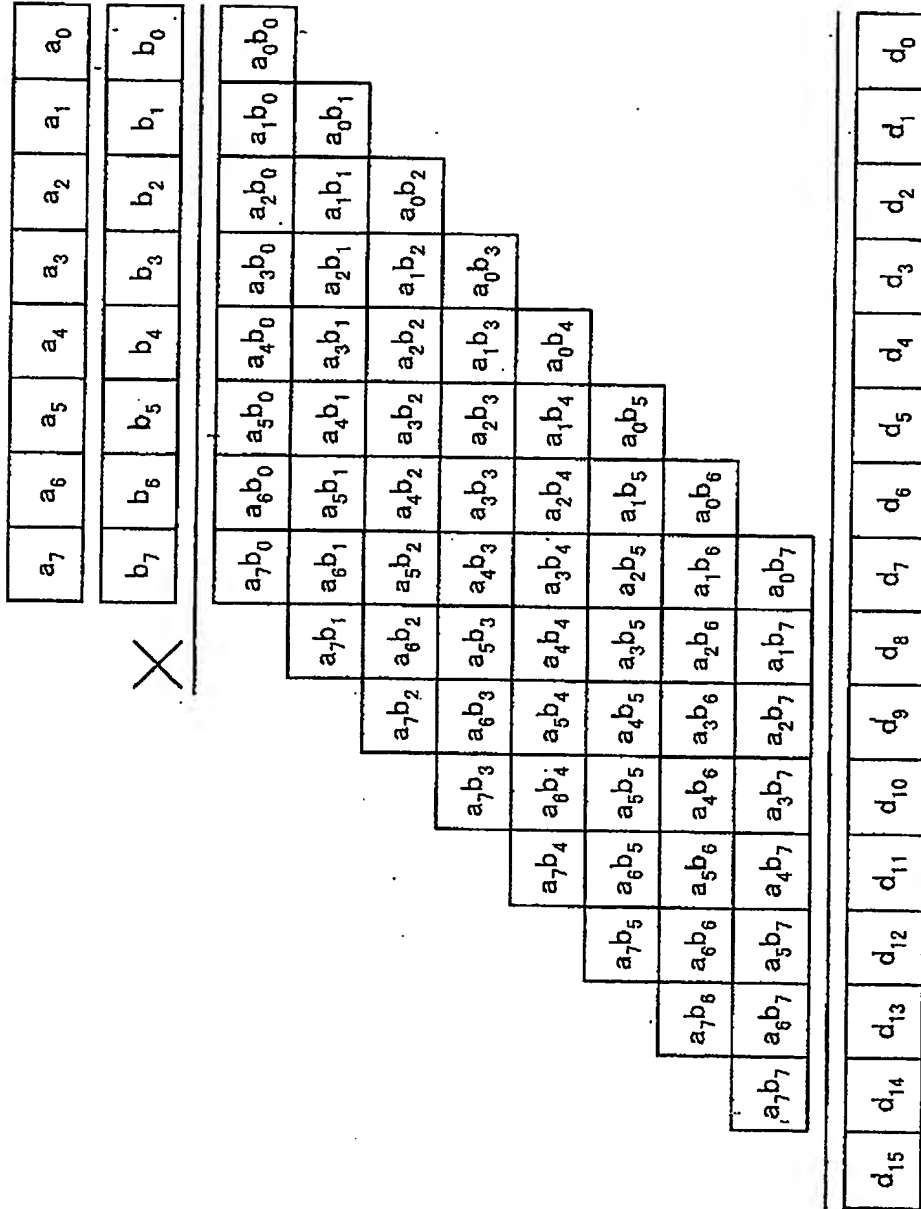 a₇ a₆ a₅ a₄ a₃ a₂ a₁ a₀
× b₇ b₆ b₅ b₄ b₃ b₂ b₁ b₀
a₇b₀ a₆b₀ a₅b₀ a₄b₀ a₃b₀ a₂b₀ a₁b₀ a₀b₀
a₇b₁ a₆b₁ a₅b₁ a₄b₁ a₃b₁ a₂b₁ a₁b₁ a₀b₁
a₇b₂ a₆b₂ a₅b₂ a₄b₂ a₃b₂ a₂b₂ a₁b₂ a₀b₂
a₇b₃ a₆b₃ a₅b₃ a₄b₃ a₃b₃ a₂b₃ a₁b₃ a₀b₃
a₇b₄ a₆b₄ a₅b₄ a₄b₄ a₃b₄ a₂b₄ a₁b₄ a₀b₄
a₇b₅ a₆b₅ a₅b₅ a₄b₅ a₃b₅ a₂b₅ a₁b₅ a₀b₅
a₇b₆ a₆b₆ a₅b₆ a₄b₆ a₃b₆ a₂b₆ a₁b₆ a₀b₆
a₇b₇ a₆b₇ a₅b₇ a₄b₇ a₃b₇ a₂b₇ a₁b₇ a₀b₇
d₁₅ d₁₄ d₁₃ d₁₂ d₁₁ d₁₀ d₉ d₈ d₇ d₆ d₅ d₄ d₃ d₂ d₁ d₀